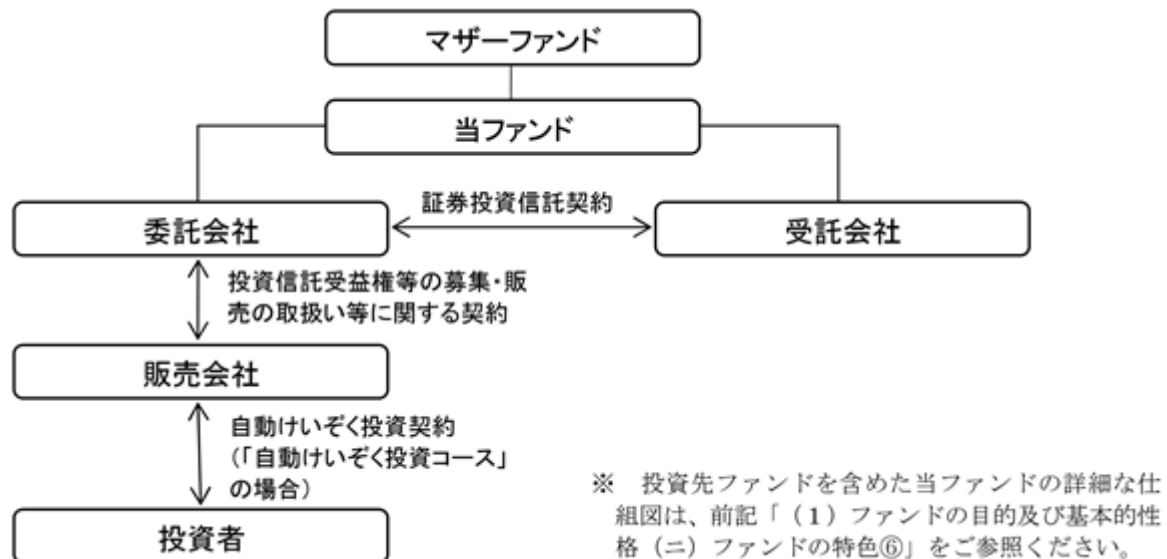 マザーファンド
当ファンド
証券投資信託契約
委託会社
受託会社
投資信託受益権等の募集・販
売の取扱い等に関する契約
販売会社
自動けいぞく投資契約
(「自動けいぞく投資コース」
の場合)
投資者
※ 投資先ファンドを含めた当ファンドの詳細な仕
組図は、前記「(1)ファンドの目的及び基本的性
格(ニ)ファンドの特色⑥」をご参照ください。